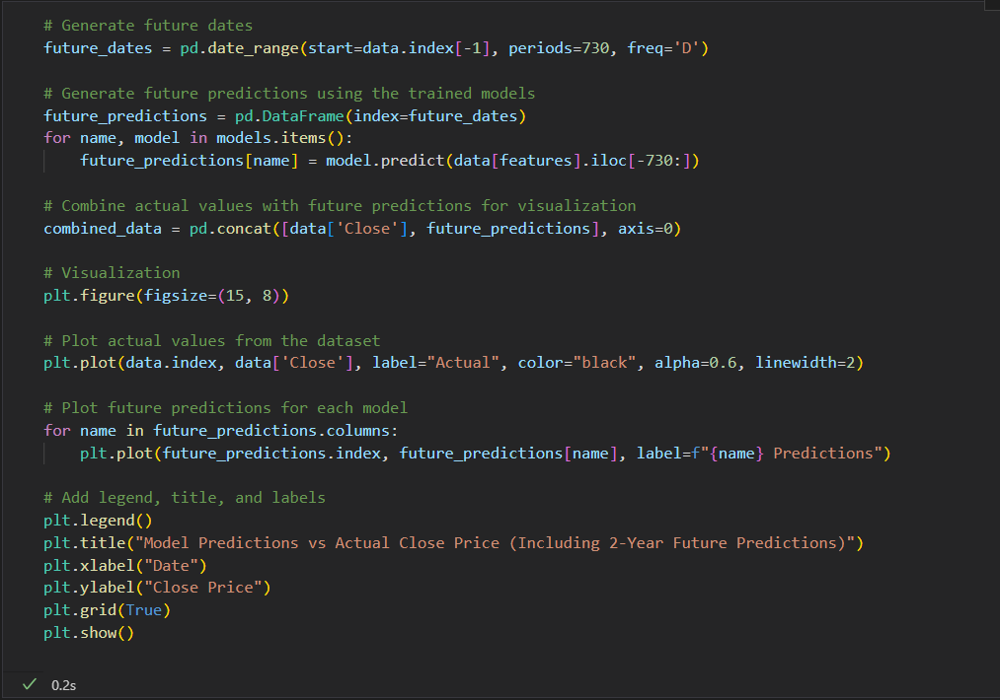 # Generate future dates
future_dates = pd.date_range(start=data.index[-1], periods=730, freq='D')
# Generate future predictions using the trained models
future_predictions = pd.DataFrame(index=future_dates)
for name, model in models.items():
    future_predictions[name] = model.predict(data[features].iloc[-730:])
# Combine actual values with future predictions for visualization
combined_data = pd.concat([data['Close'], future_predictions], axis=0)
# Visualization
plt.figure(figsize=(15, 8))
# Plot actual values from the dataset
plt.plot(data.index, data['Close'], label="Actual", color="black", alpha=0.6, linewidth=2)
# Plot future predictions for each model
for name in future_predictions.columns:
    plt.plot(future_predictions.index, future_predictions[name], label=f"{name} Predictions")
# Add legend, title, and labels
plt.legend()
plt.title("Model Predictions vs Actual Close Price (Including 2-Year Future Predictions)")
plt.xlabel("Date")
plt.ylabel("Close Price")
plt.grid(True)
plt.show()
0.2s